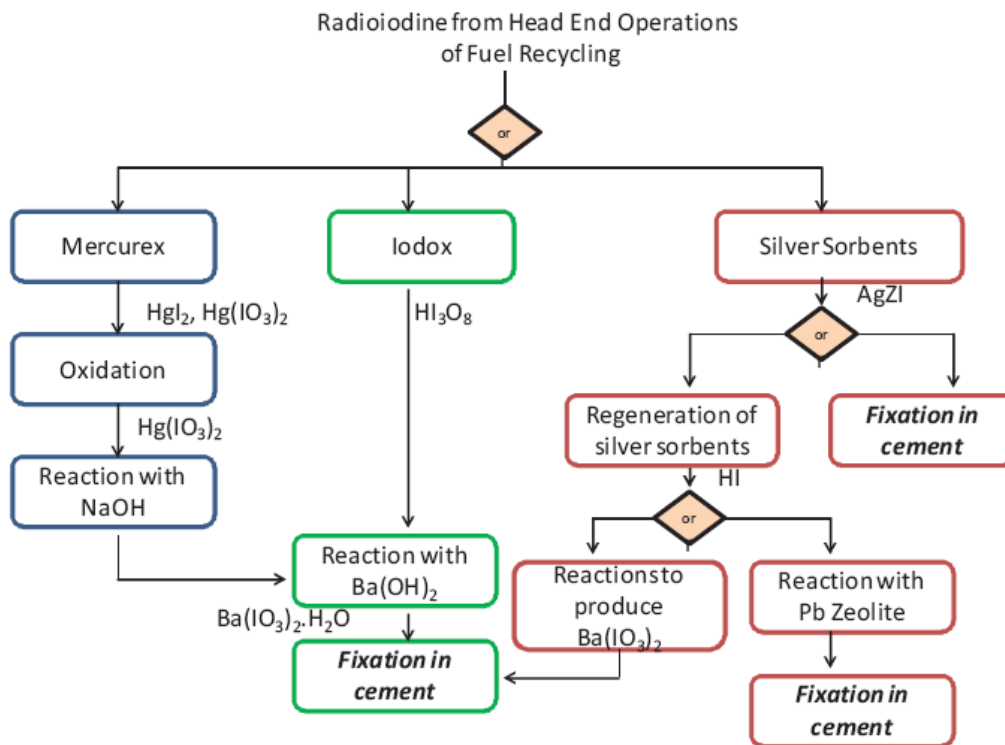 Radioiodine from Head End Operations
of Fuel Recycling
or
Mercurex
Iodox
Silver Sorbents
HgI₂, Hg(IO₃)₂
HI₃O₈
AgZI
or
Oxidation
Hg(IO₃)₂
Regeneration of
silver sorbents
Fixation in
cement
HI
Reaction with
NaOH
or
Reaction with
Ba(OH)₂
Reactions to
produce
Ba(IO₃)₂
Reaction with
Pb Zeolite
Ba(IO₃)₂.H₂O
Fixation in
cement
Fixation in
cement